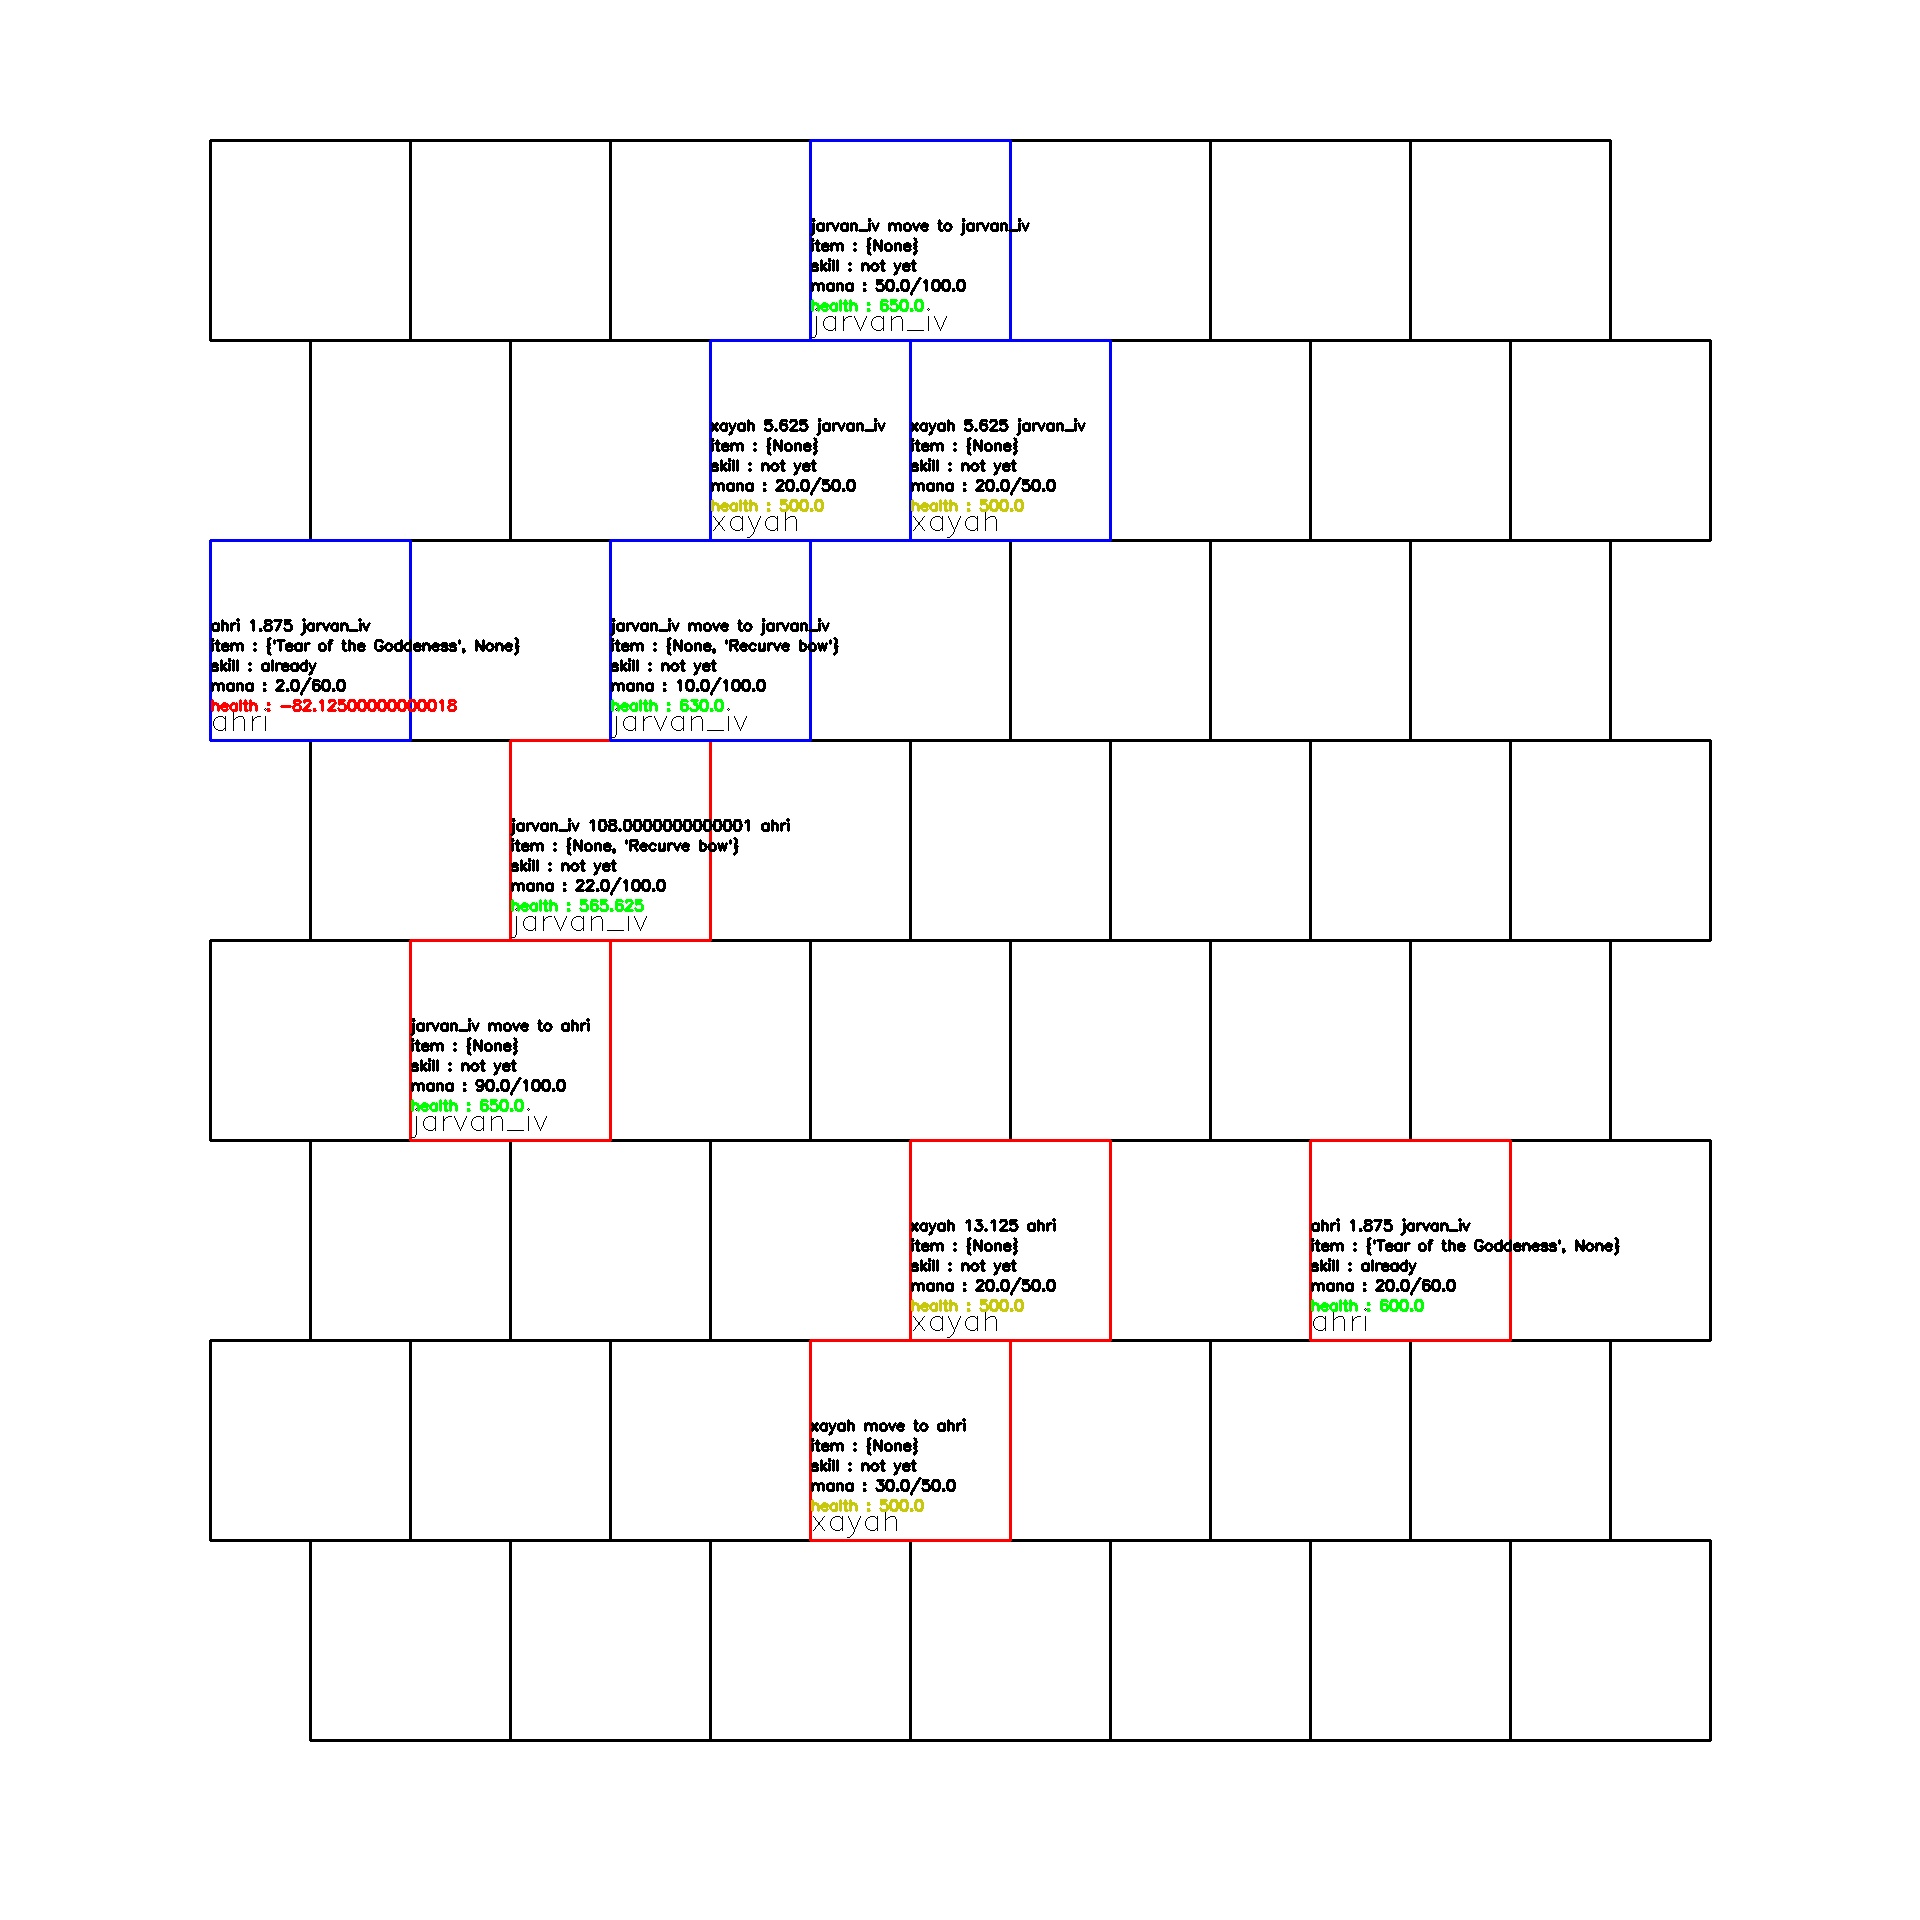 jarvan_iv move to jarvan_iv
item : {None}
skill : not yet
mana : 50.0/100.0
health : 650.0
jarvan_iv
xayah 5.625 jarvan_iv
item : {None}
skill : not yet
mana : 20.0/50.0
health : 500.0
xayah
xayah 5.625 jarvan_iv
item : {None}
skill : not yet
mana : 20.0/50.0
health : 500.0
xayah
ahri 1.875 jarvan_iv
item : {'Tear of the Goddeness', None}
skill : already
mana : 2.0/60.0
health : -82.12500000000018
ahri
jarvan_iv move to jarvan_iv
item : {None, 'Recurve bow'}
skill : not yet
mana : 10.0/100.0
health : 630.0
jarvan_iv
jarvan_iv 108.0000000000001 ahri
item : {None, 'Recurve bow'}
skill : not yet
mana : 22.0/100.0
health : 565.625
jarvan_iv
jarvan_iv move to ahri
item : {None}
skill : not yet
mana : 90.0/100.0
health : 650.0
jarvan_iv
xayah 13.125 ahri
item : {None}
skill : not yet
mana : 20.0/50.0
health : 500.0
xayah
ahri 1.875 jarvan_iv
item : {'Tear of the Goddeness', None}
skill : already
mana : 20.0/60.0
health : 600.0
ahri
xayah move to ahri
item : {None}
skill : not yet
mana : 30.0/50.0
health : 500.0
xayah